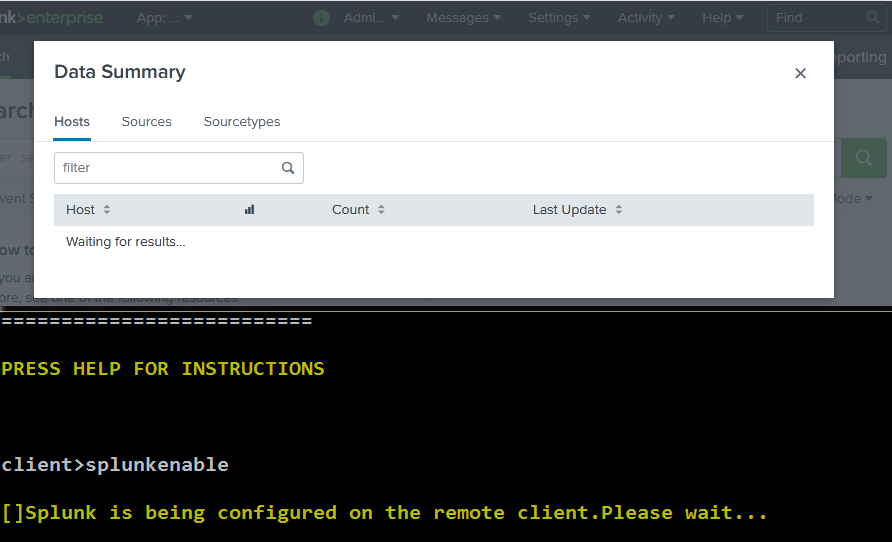 nk>enterprise App: ... Admi... Messages Settings Activity Help Find
ch porting
Data Summary
arch
Hosts Sources Sourcetypes
er se
filter
vent S ode
Host Count Last Update
Waiting for results...
ow to
you a
ore, see one of the following resources.
==========================
PRESS HELP FOR INSTRUCTIONS
client>splunkenable
[]Splunk is being configured on the remote client.Please wait...